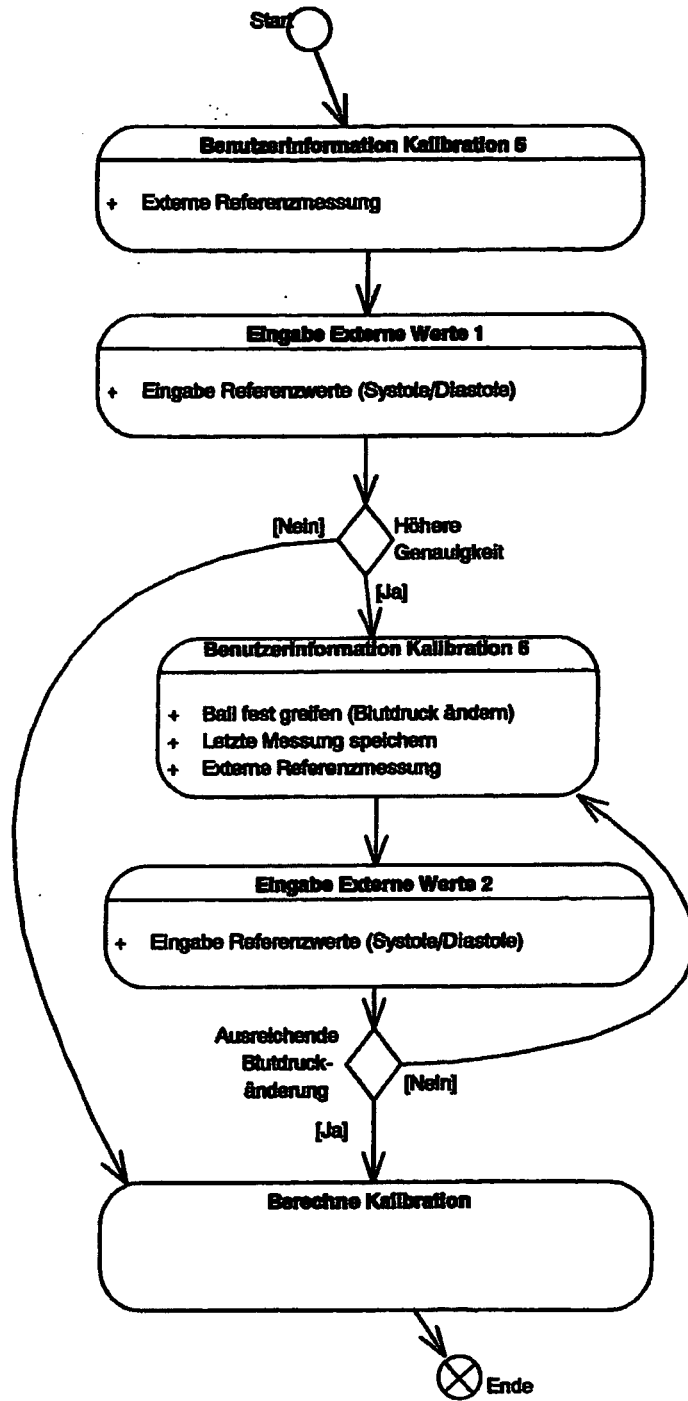 Start
Benutzerinformation Kalibration 5
+ Externe Referenzmessung
Eingabe Externe Werte 1
+ Eingabe Referenzwerte (Systole/Diastole)
[Nein]
Höhere
Genauigkeit
[Ja]
Benutzerinformation Kalibration 6
+ Ball fest greifen (Blutdruck ändern)
+ Letzte Messung speichern
+ Externe Referenzmessung
Eingabe Externe Werte 2
+ Eingabe Referenzwerte (Systole/Diastole)
Ausreichende
Blutdruck-
änderung
[Nein]
[Ja]
Berechne Kalibration
Ende